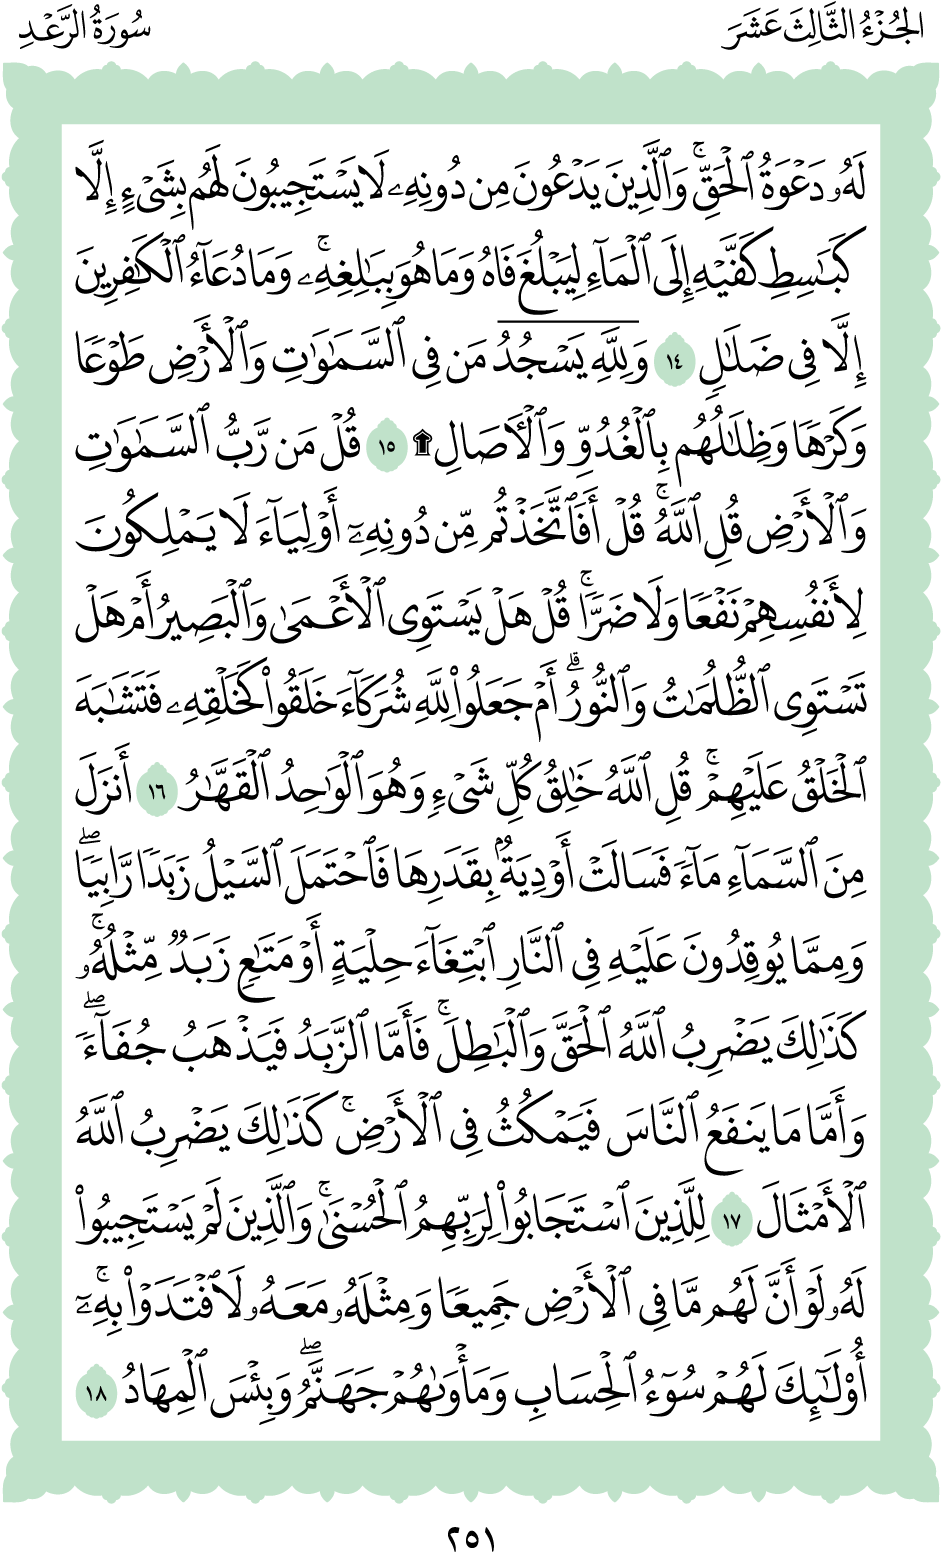 الجُزْءُ الثَّالِثَ عَشَرَ
سُورَةُ الرَّعْدِ
لَهُۥ دَعْوَةُ ٱلْحَقِّۚ وَٱلَّذِينَ يَدْعُونَ مِن دُونِهِۦ لَا يَسْتَجِيبُونَ لَهُم بِشَىْءٍ إِلَّا
كَبَٰسِطِ كَفَّيْهِ إِلَى ٱلْمَآءِ لِيَبْلُغَ فَاهُ وَمَا هُوَ بِبَٰلِغِهِۦۚ وَمَا دُعَآءُ ٱلْكَٰفِرِينَ
إِلَّا فِى ضَلَٰلٍ ١٤ وَلِلَّهِ يَسْجُدُ مَن فِى ٱلسَّمَٰوَٰتِ وَٱلْأَرْضِ طَوْعًا
وَكَرْهًا وَظِلَٰلُهُم بِٱلْغُدُوِّ وَٱلْءَاصَالِ۩ ١٥ قُلْ مَن رَّبُّ ٱلسَّمَٰوَٰتِ
وَٱلْأَرْضِ قُلِ ٱللَّهُۚ قُلْ أَفَٱتَّخَذْتُم مِّن دُونِهِۦٓ أَوْلِيَآءَ لَا يَمْلِكُونَ
لِأَنفُسِهِمْ نَفْعًا وَلَا ضَرًّاۚ قُلْ هَلْ يَسْتَوِى ٱلْأَعْمَىٰ وَٱلْبَصِيرُ أَمْ هَلْ
تَسْتَوِى ٱلظُّلُمَٰتُ وَٱلنُّورُۗ أَمْ جَعَلُوا۟ لِلَّهِ شُرَكَآءَ خَلَقُوا۟ كَخَلْقِهِۦ فَتَشَٰبَهَ
ٱلْخَلْقُ عَلَيْهِمْۚ قُلِ ٱللَّهُ خَٰلِقُ كُلِّ شَىْءٍ وَهُوَ ٱلْوَٰحِدُ ٱلْقَهَّٰرُ ١٦ أَنزَلَ
مِنَ ٱلسَّمَآءِ مَآءً فَسَالَتْ أَوْدِيَةٌۢ بِقَدَرِهَا فَٱحْتَمَلَ ٱلسَّيْلُ زَبَدًا رَّابِيًاۖ
وَمِمَّا يُوقِدُونَ عَلَيْهِ فِى ٱلنَّارِ ٱبْتِغَآءَ حِلْيَةٍ أَوْ مَتَٰعٍ زَبَدٌ مِّثْلُهُۥۚ
كَذَٰلِكَ يَضْرِبُ ٱللَّهُ ٱلْحَقَّ وَٱلْبَٰطِلَۚ فَأَمَّا ٱلزَّبَدُ فَيَذْهَبُ جُفَآءًۖ
وَأَمَّا مَا يَنفَعُ ٱلنَّاسَ فَيَمْكُثُ فِى ٱلْأَرْضِۚ كَذَٰلِكَ يَضْرِبُ ٱللَّهُ
ٱلْأَمْثَالَ ١٧ لِلَّذِينَ ٱسْتَجَابُوا۟ لِرَبِّهِمُ ٱلْحُسْنَىٰۚ وَٱلَّذِينَ لَمْ يَسْتَجِيبُوا۟
لَهُۥ لَوْ أَنَّ لَهُم مَّا فِى ٱلْأَرْضِ جَمِيعًا وَمِثْلَهُۥ مَعَهُۥ لَٱفْتَدَوْا۟ بِهِۦٓۚ
أُو۟لَٰٓئِكَ لَهُمْ سُوٓءُ ٱلْحِسَابِ وَمَأْوَىٰهُمْ جَهَنَّمُۖ وَبِئْسَ ٱلْمِهَادُ ١٨
٢٥١